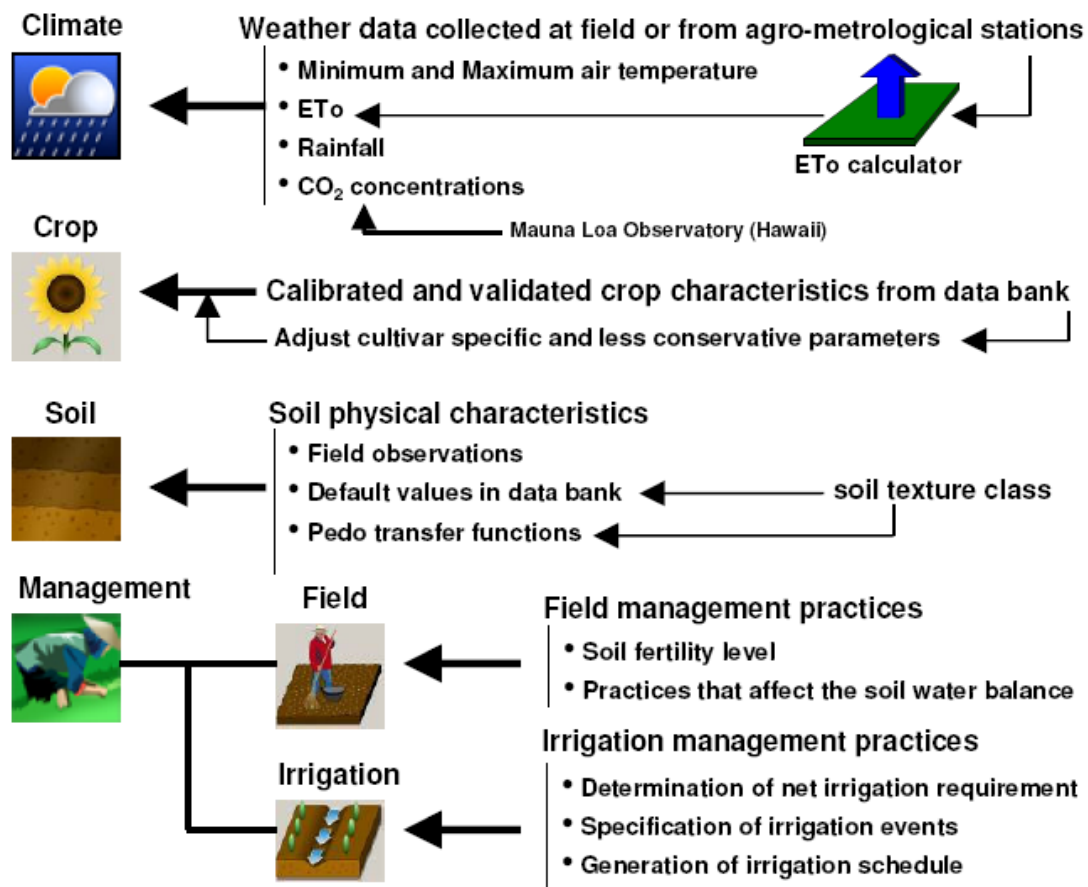 Climate
Weather data collected at field or from agro-metrological stations
• Minimum and Maximum air temperature
• ETo
• Rainfall
• CO₂ concentrations
ETo calculator
Mauna Loa Observatory (Hawaii)
Crop
Calibrated and validated crop characteristics from data bank
Adjust cultivar specific and less conservative parameters
Soil
Soil physical characteristics
• Field observations
• Default values in data bank
soil texture class
• Pedo transfer functions
Management
Field
Field management practices
• Soil fertility level
• Practices that affect the soil water balance
Irrigation
Irrigation management practices
• Determination of net irrigation requirement
• Specification of irrigation events
• Generation of irrigation schedule